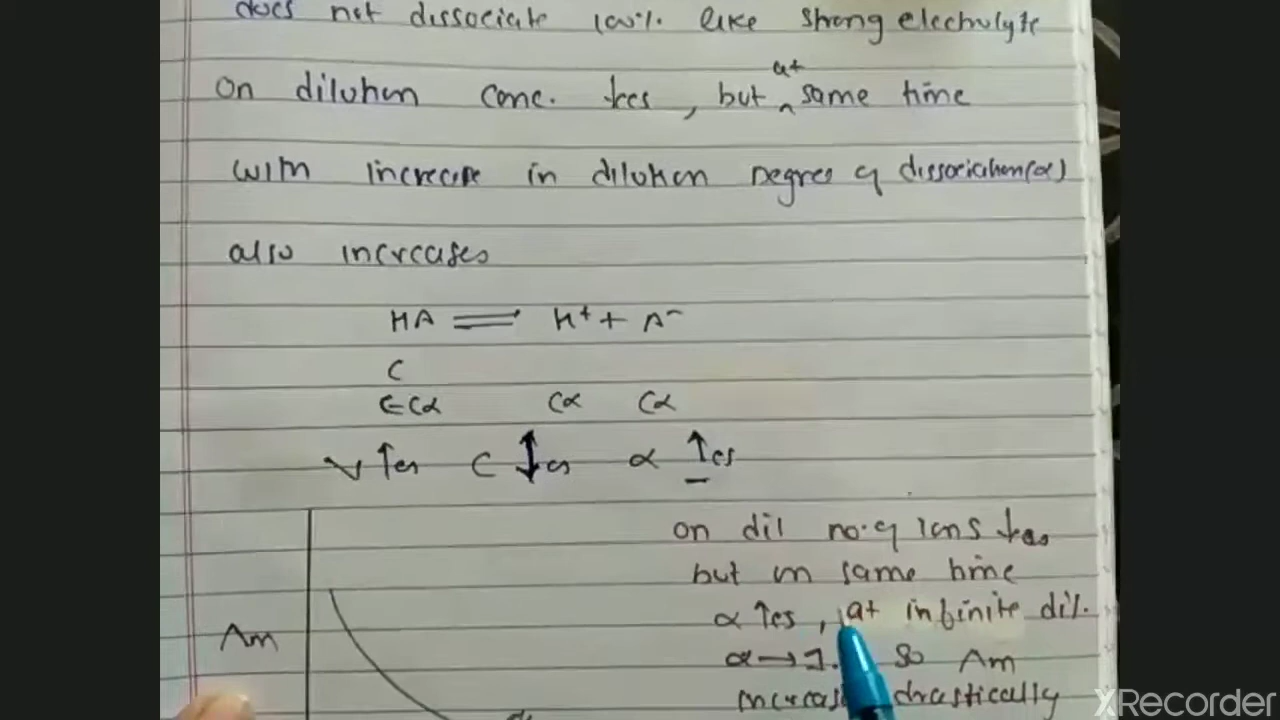 does not dissociate 100%. like strong electrolyte
on dilution conc. ↓ces, but at same time
with increase in dilution Degree of dissociation(α)
also increases
HA ⇌ H⁺ + A⁻
C
C-Cα Cα Cα
V ↑es C ↓es α ↑es
on dil no. of ions ↓es
but in same time
α ↑es, at infinite dil.
α → 1. So Λm
increases drastically
Λm
XRecorder